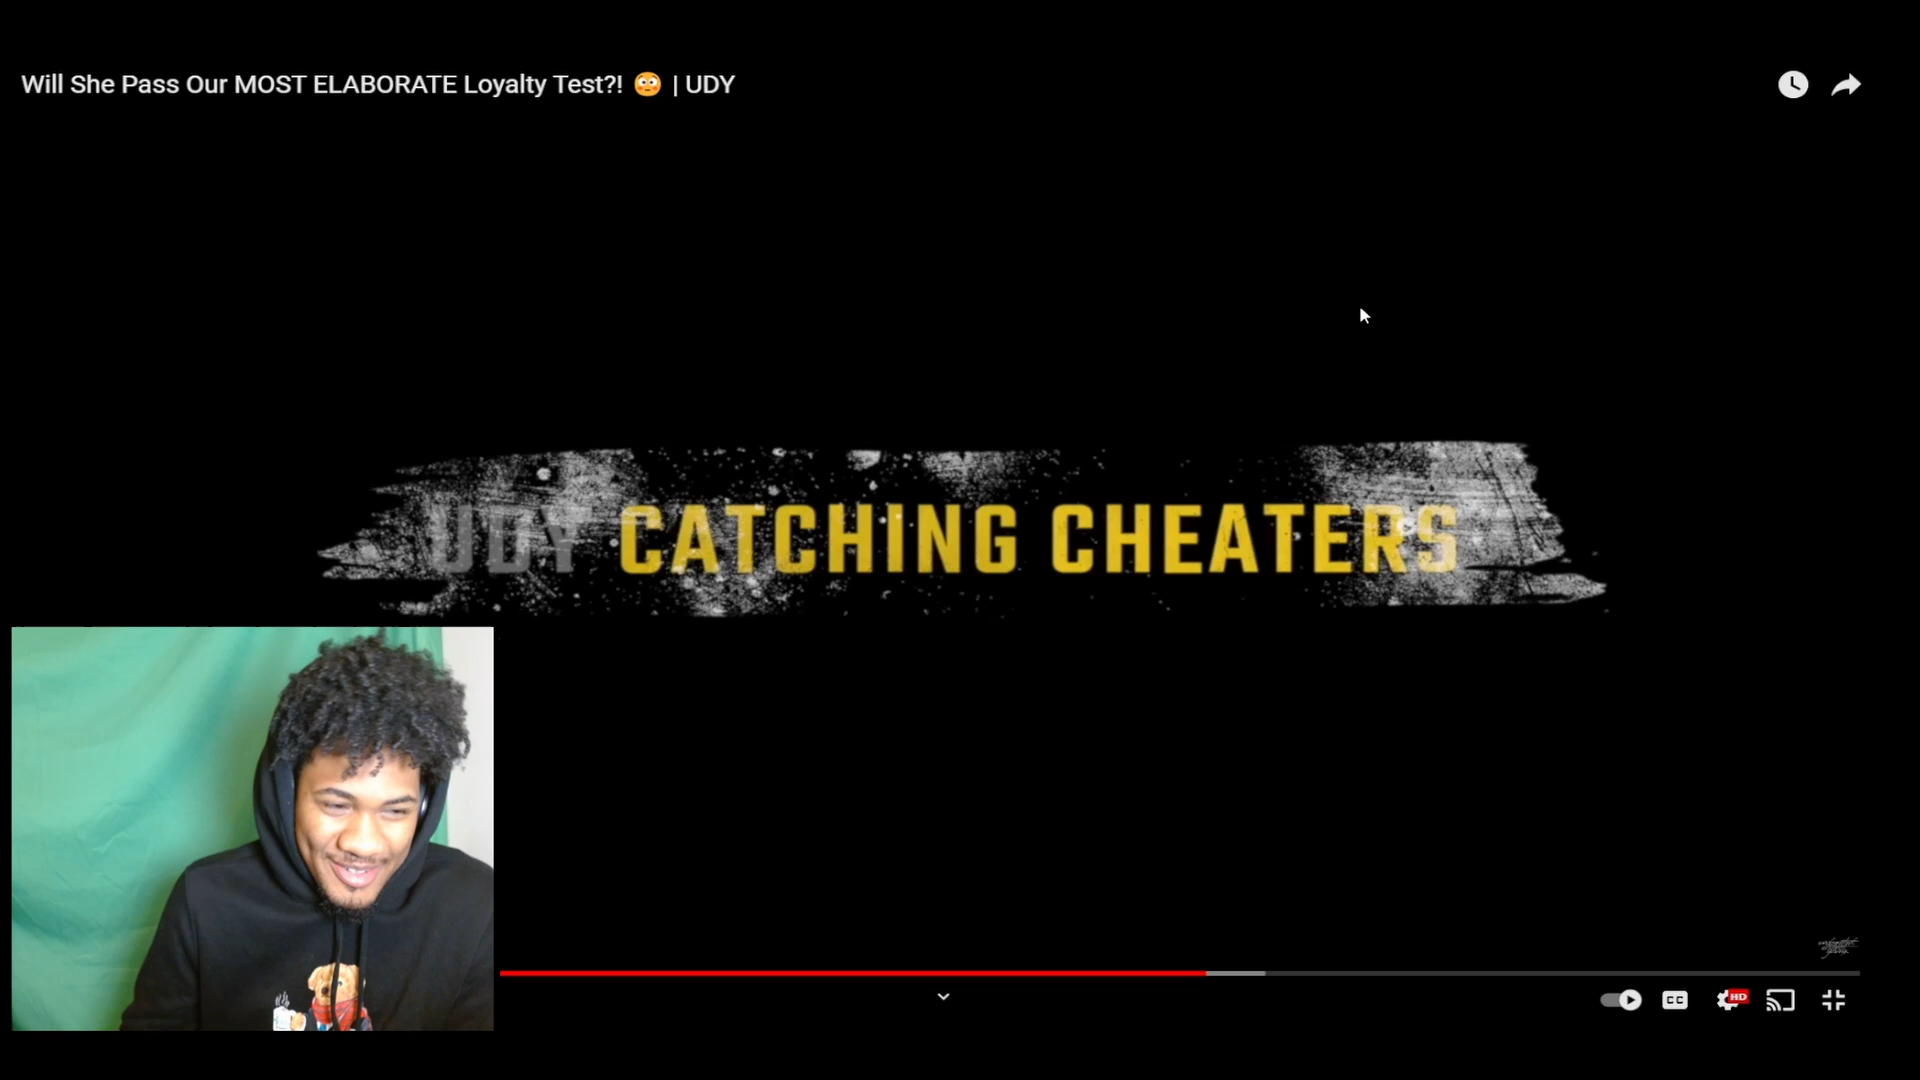 Will She Pass Our MOST ELABORATE Loyalty Test?! 😳 | UDY
UDY CATCHING CHEATERS
CC
HD